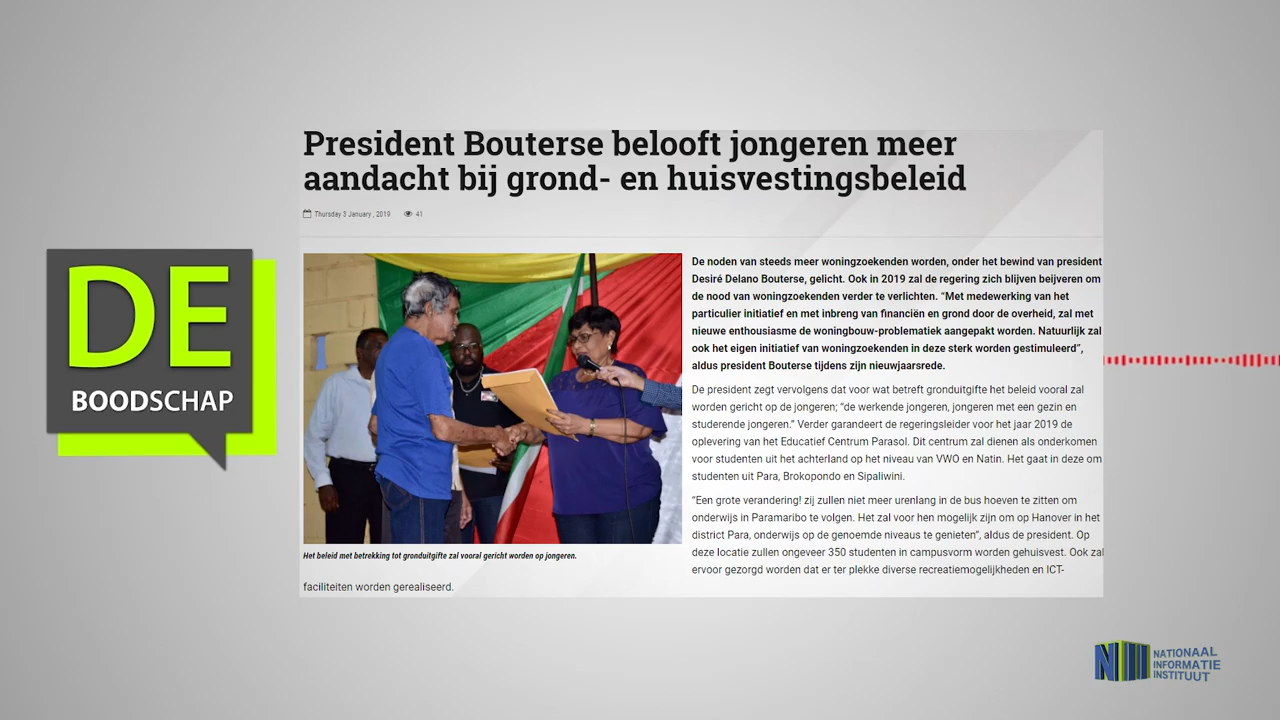 President Bouterse belooft jongeren meer
aandacht bij grond- en huisvestingsbeleid
Thursday 3 January , 2019 41
DE
BOODSCHAP
De noden van steeds meer woningzoekenden worden, onder het bewind van president
Desiré Delano Bouterse, gelicht. Ook in 2019 zal de regering zich blijven beijveren om
de nood van woningzoekenden verder te verlichten. “Met medewerking van het
particulier initiatief en met inbreng van financiën en grond door de overheid, zal met
nieuwe enthousiasme de woningbouw-problematiek aangepakt worden. Natuurlijk zal
ook het eigen initiatief van woningzoekenden in deze sterk worden gestimuleerd”,
aldus president Bouterse tijdens zijn nieuwjaarsrede.
De president zegt vervolgens dat voor wat betreft gronduitgifte het beleid vooral zal
worden gericht op de jongeren; “de werkende jongeren, jongeren met een gezin en
studerende jongeren.” Verder garandeert de regeringsleider voor het jaar 2019 de
oplevering van het Educatief Centrum Parasol. Dit centrum zal dienen als onderkomen
voor studenten uit het achterland op het niveau van VWO en Natin. Het gaat in deze om
studenten uit Para, Brokopondo en Sipaliwini.
“Een grote verandering! zij zullen niet meer urenlang in de bus hoeven te zitten om
onderwijs in Paramaribo te volgen. Het zal voor hen mogelijk zijn om op Hanover in het
district Para, onderwijs op de genoemde niveaus te genieten”, aldus de president. Op
deze locatie zullen ongeveer 350 studenten in campusvorm worden gehuisvest. Ook zal
ervoor gezorgd worden dat er ter plekke diverse recreatiemogelijkheden en ICT-
faciliteiten worden gerealiseerd.
Het beleid met betrekking tot gronduitgifte zal vooral gericht worden op jongeren.
NATIONAAL
INFORMATIE
INSTITUUT